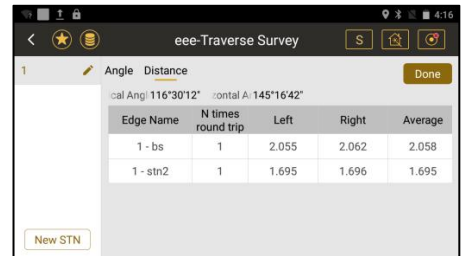 4:16
eee-Traverse Survey
S
1
Angle Distance
Done
cal Angl 116°30'12" zontal A 145°16'42"
Edge Name N times round trip Left Right Average
1 - bs 1 2.055 2.062 2.058
1 - stn2 1 1.695 1.696 1.695
New STN